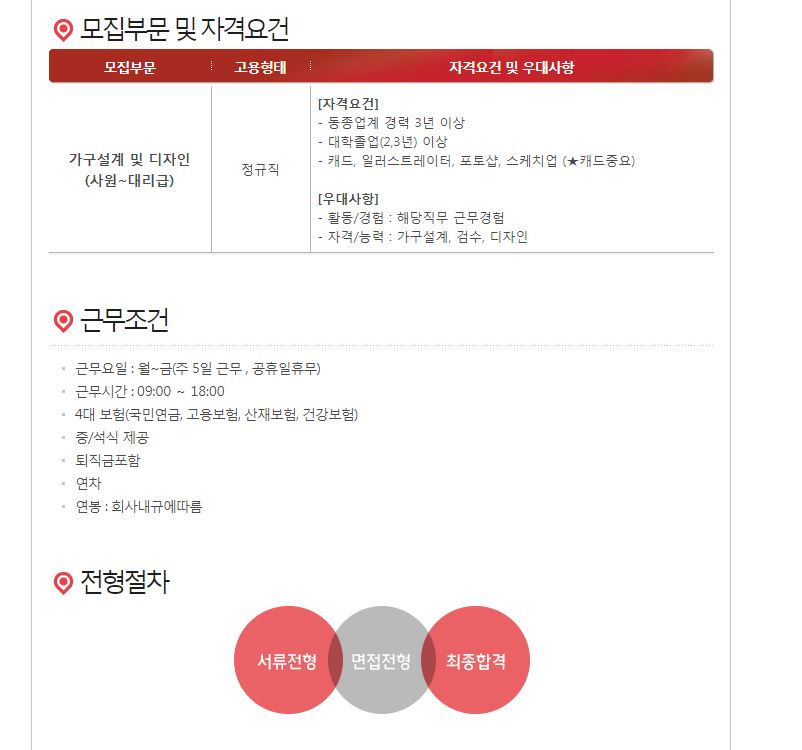 모집부문 및 자격요건
모집부문 고용형태 자격요건 및 우대사항
가구설계 및 디자인
(사원~대리급)
정규직
[자격요건]
- 동종업계 경력 3년 이상
- 대학졸업(2,3년) 이상
- 캐드, 일러스트레이터, 포토샵, 스케치업 (★캐드중요)
[우대사항]
- 활동/경험 : 해당직무 근무경험
- 자격/능력 : 가구설계, 검수, 디자인
근무조건
근무요일 : 월~금(주 5일 근무 , 공휴일휴무)
근무시간 : 09:00 ~ 18:00
4대 보험(국민연금, 고용보험, 산재보험, 건강보험)
중/석식 제공
퇴직금포함
연차
연봉 : 회사내규에따름
전형절차
서류전형 면접전형 최종합격